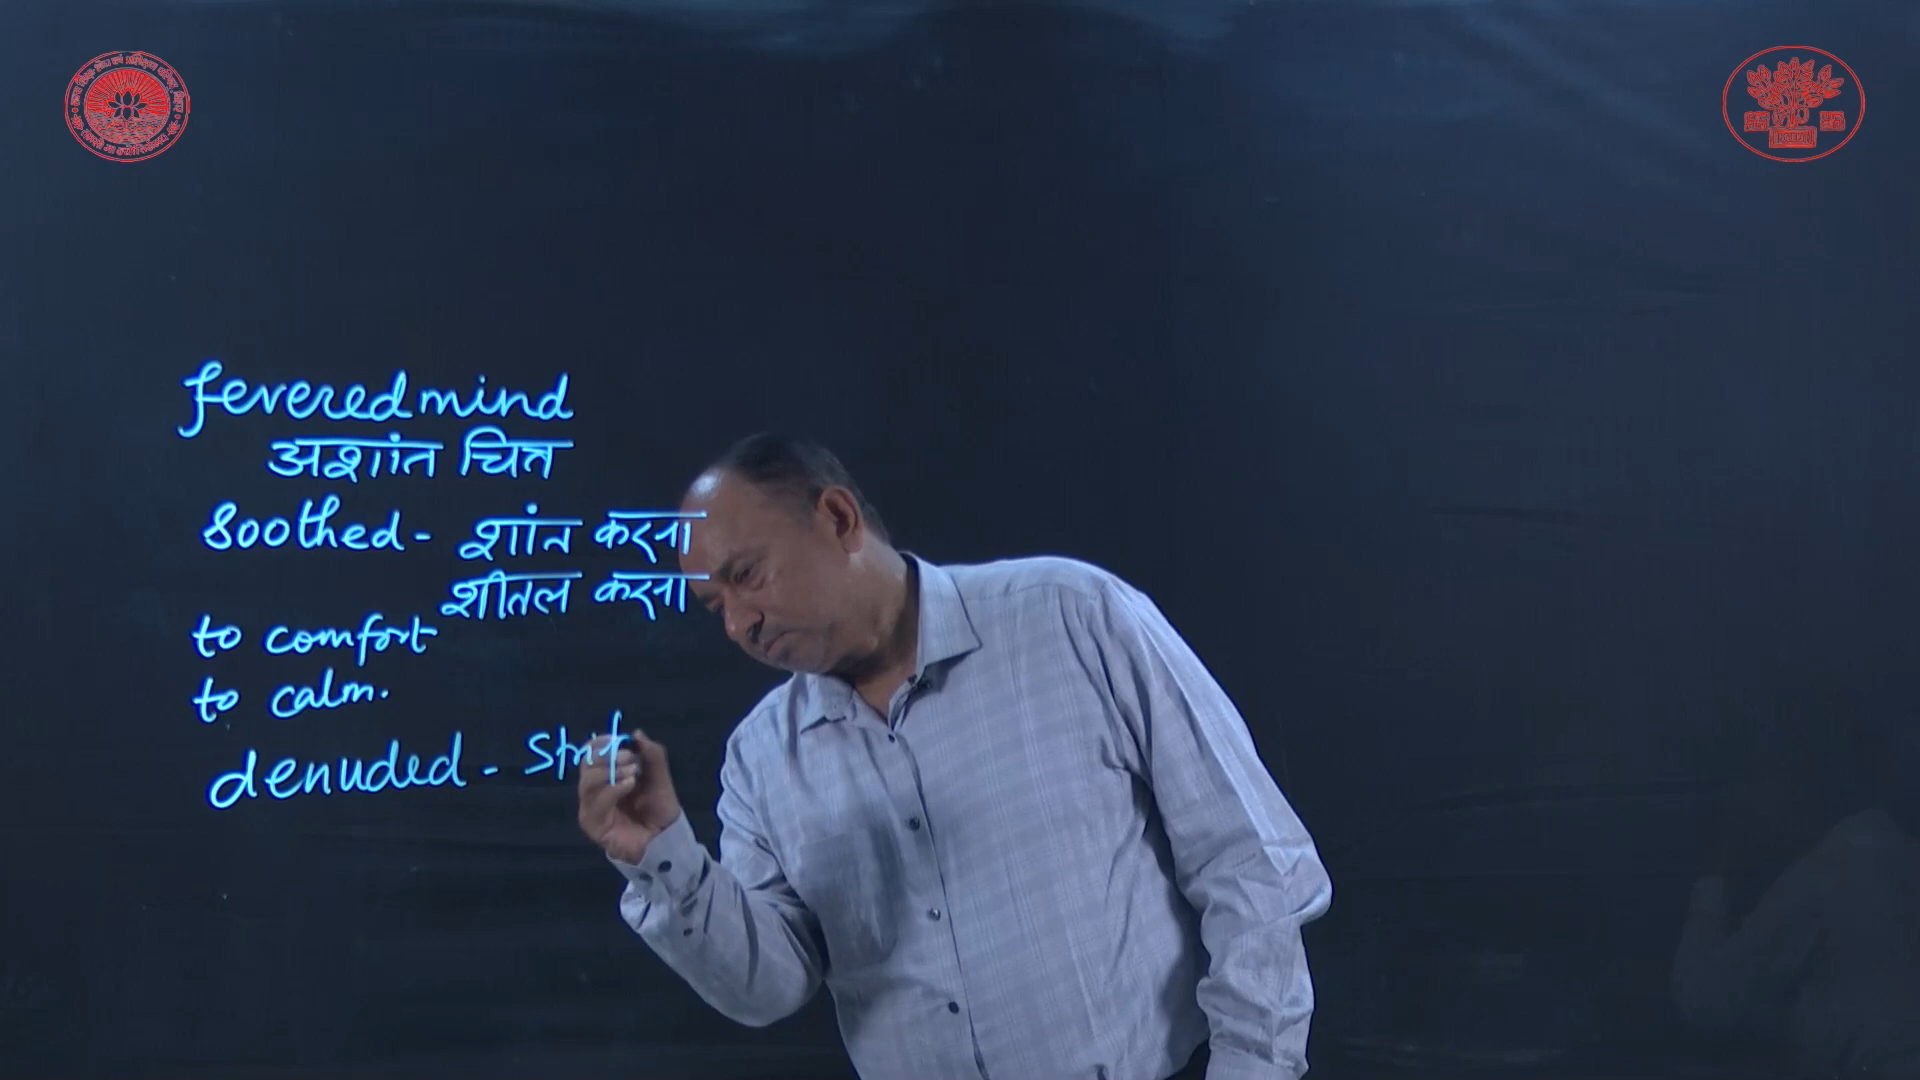 fevered mind
अशांत चित्त
Soothed - शांत करना
शीतल करना
to comfort
to calm.
denuded - Strip